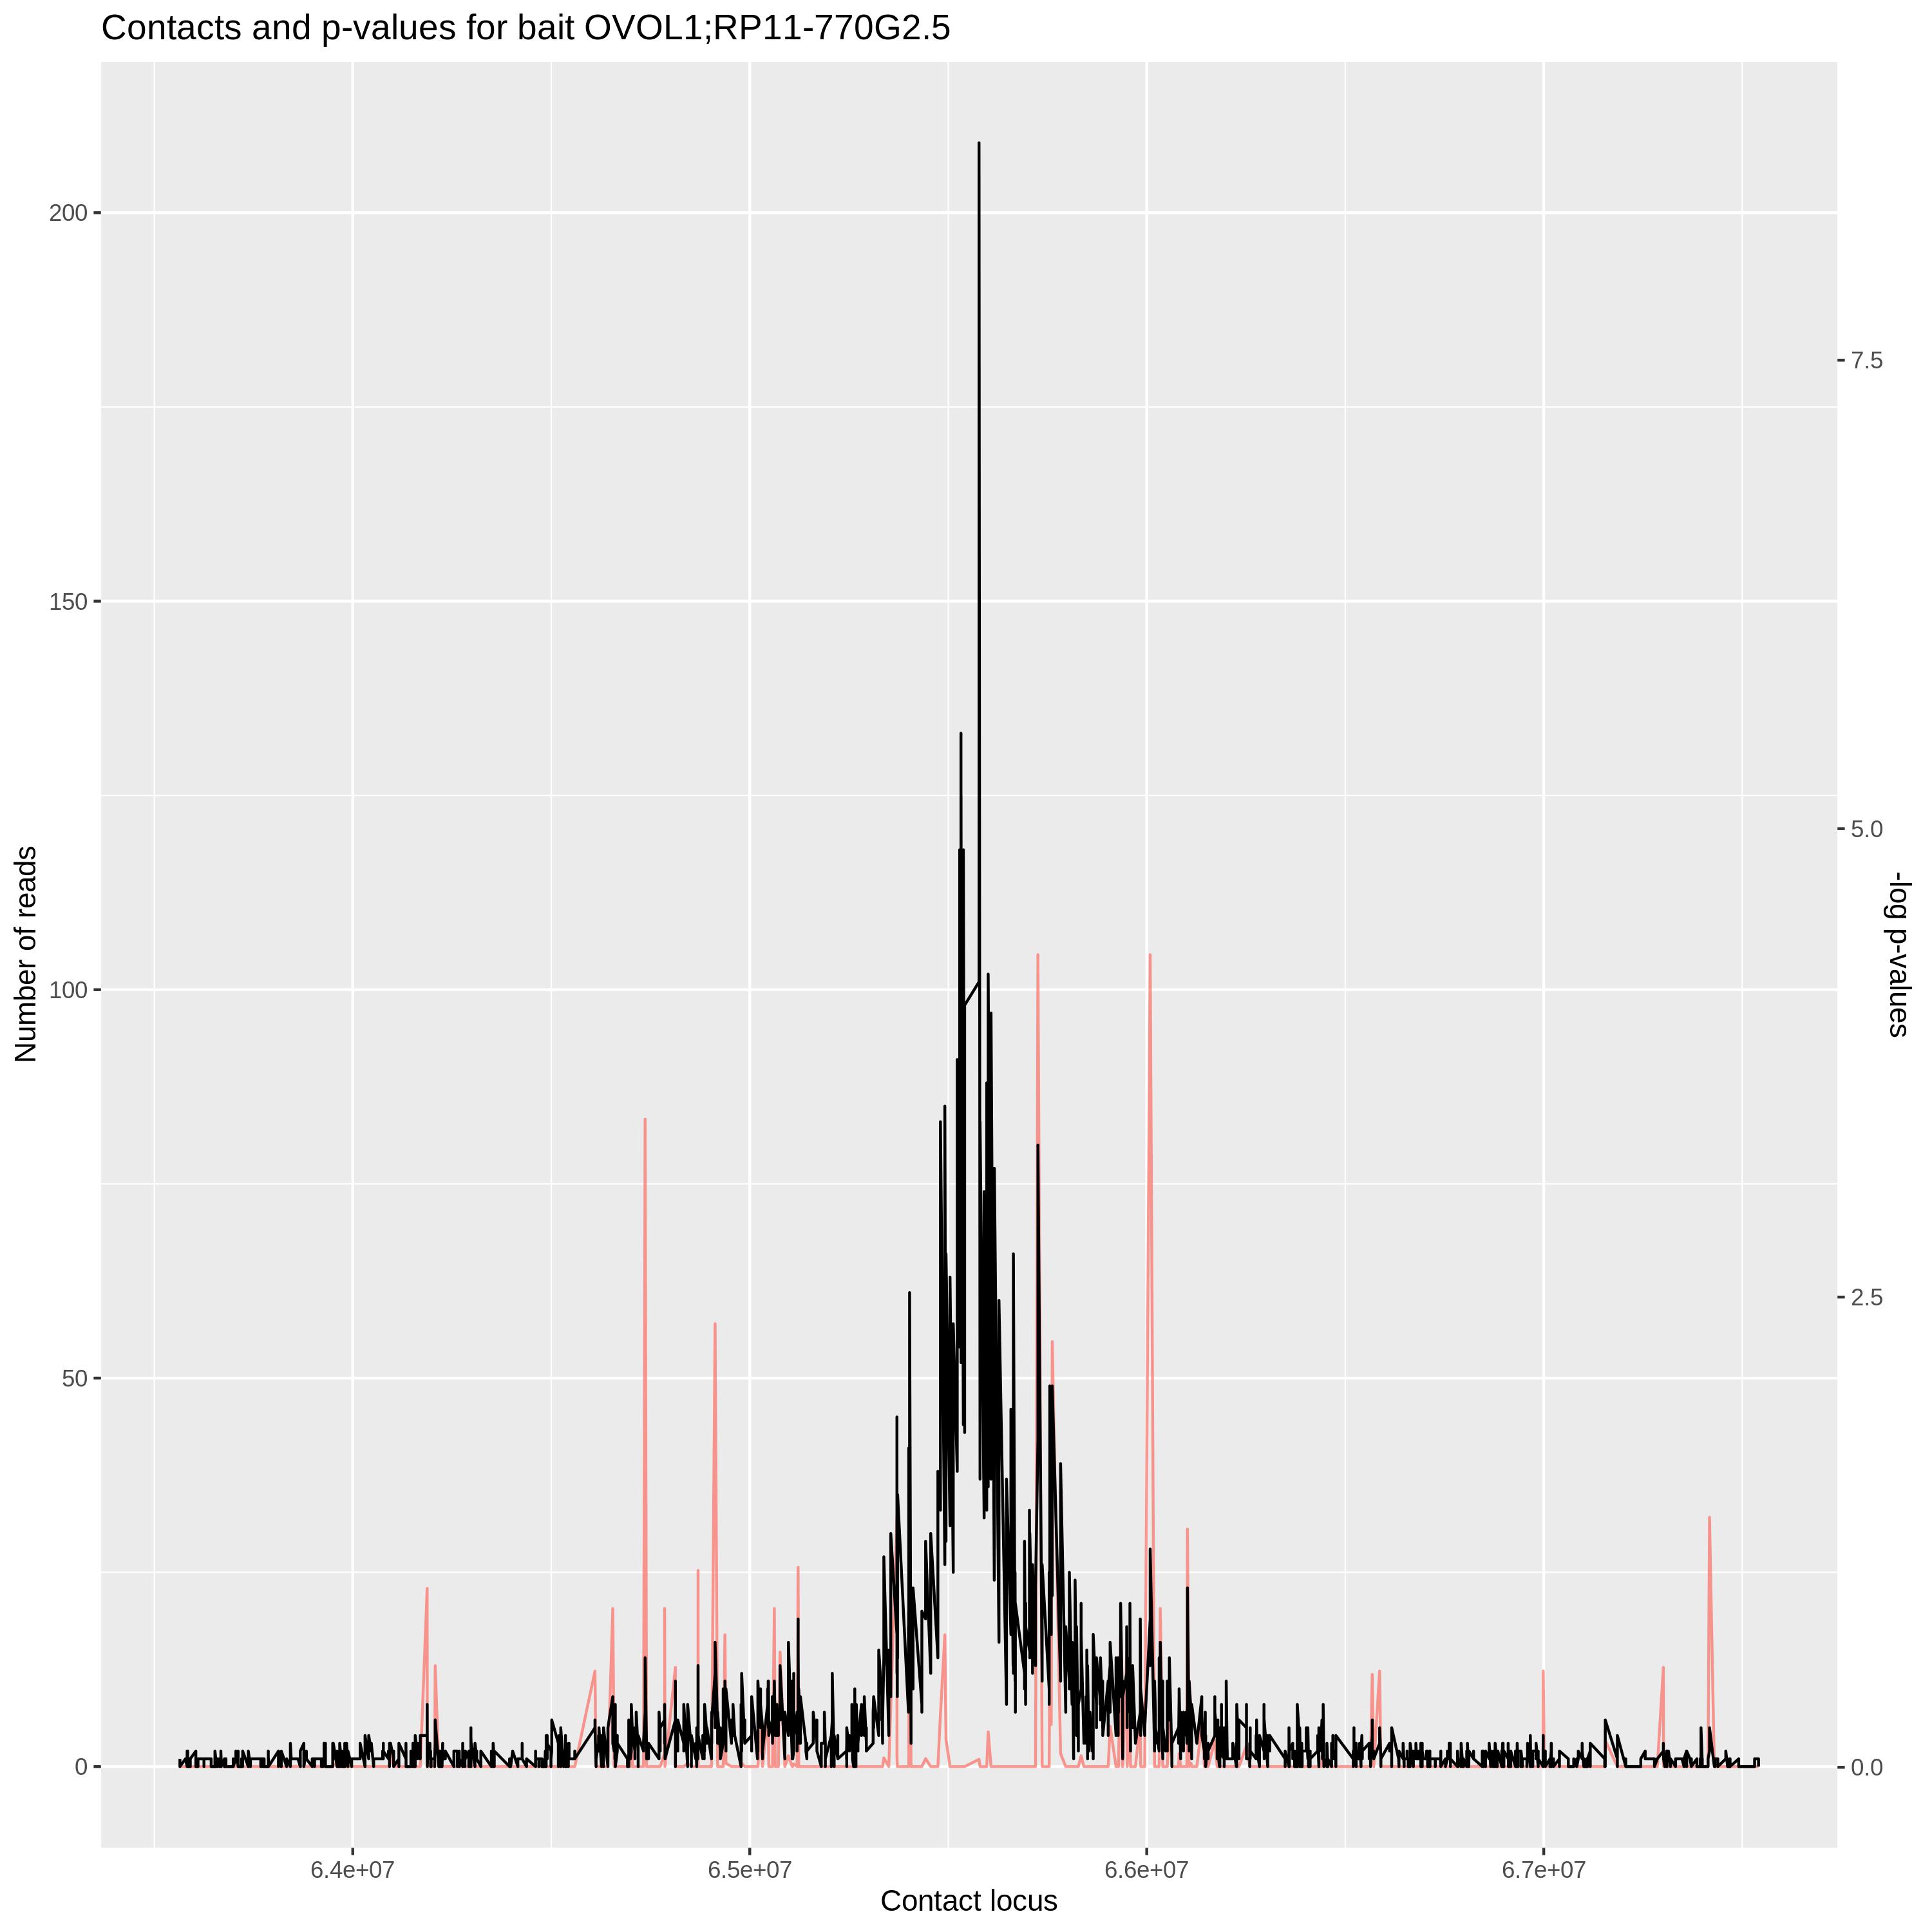 Contacts and p-values for bait OVOL1;RP11-770G2.5
200
150
100
50
0
Number of reads
7.5
5.0
2.5
0.0
-log p-values
6.4e+07
6.5e+07
6.6e+07
6.7e+07
Contact locus